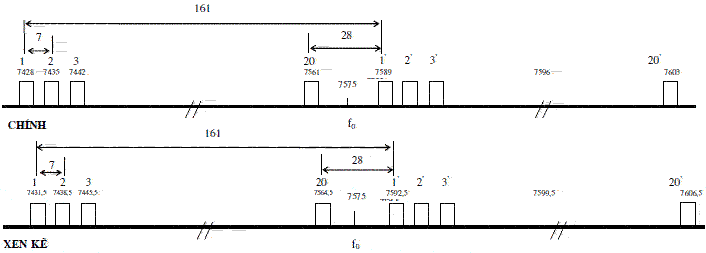 161
7
28
1 2 3 20 1' 2' 3' 20'
7428 7435 7442 7561 7575 7589 7596 7603
CHÍNH
f₀
161
7
28
1 2 3 20 1' 2' 3' 20'
7431,5 7438,5 7445,5 7564,5 7575 7592,5 7599,5 7606,5
XEN KẼ
f₀